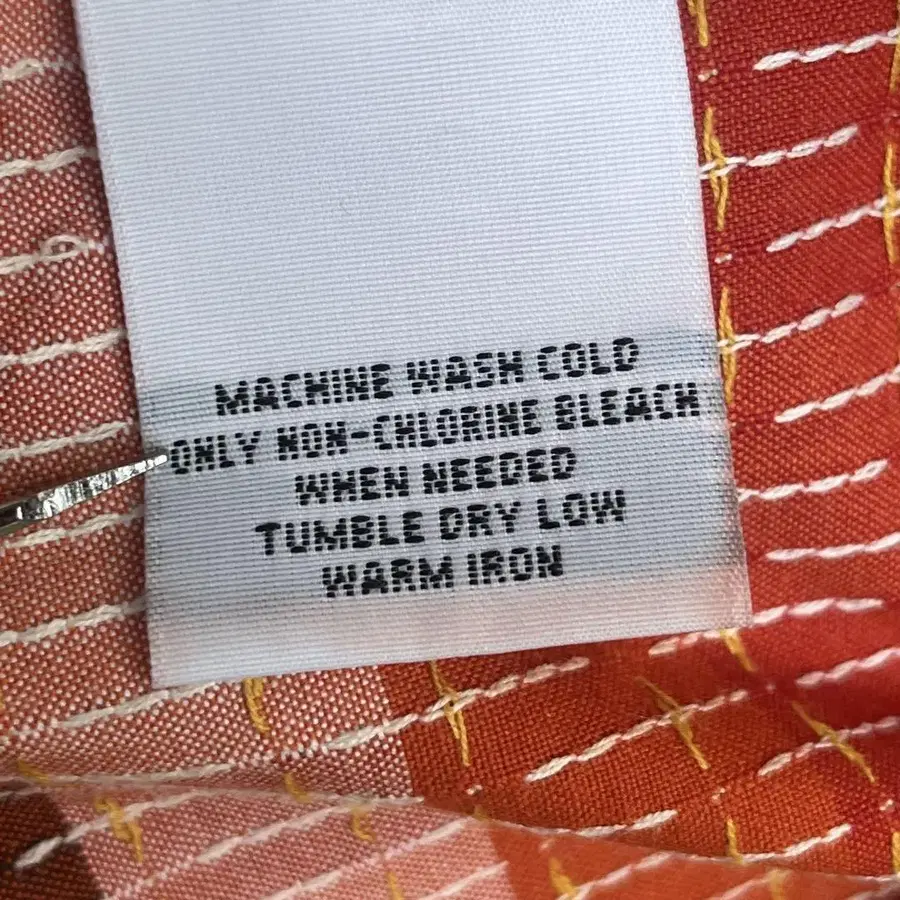 MACHINE WASH COLD
ONLY NON-CHLORINE BLEACH
WHEN NEEDED
TUMBLE DRY LOW
WARM IRON